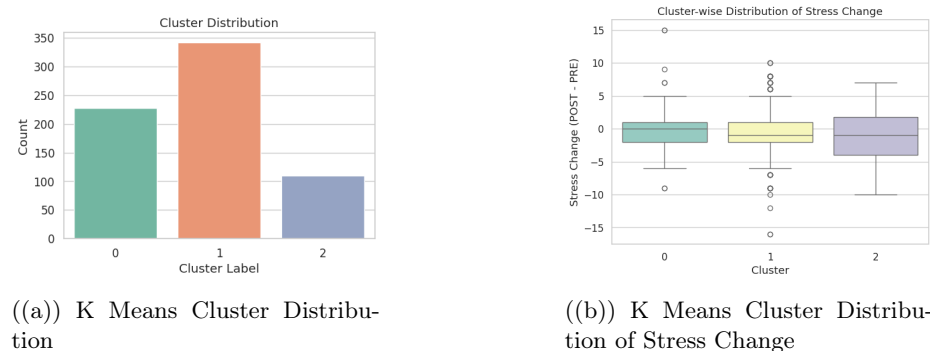 Cluster Distribution
350
300
250
200
150
100
50
0
Count
0 1 2
Cluster Label
((a)) K Means Cluster Distribu-
tion
Cluster-wise Distribution of Stress Change
15
10
5
0
−5
−10
−15
Stress Change (POST - PRE)
0 1 2
Cluster
((b)) K Means Cluster Distribu-
tion of Stress Change